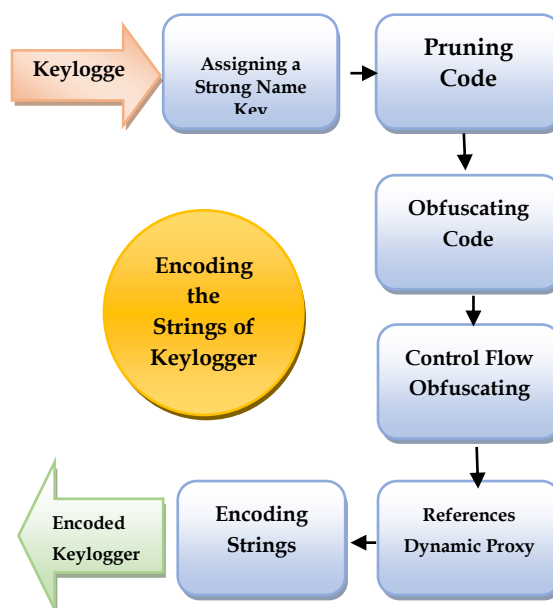 Keylogge
Assigning a
Strong Name
Key
Pruning
Code
Obfuscating
Code
Control Flow
Obfuscating
References
Dynamic Proxy
Encoding
Strings
Encoded
Keylogger
Encoding
the
Strings of
Keylogger